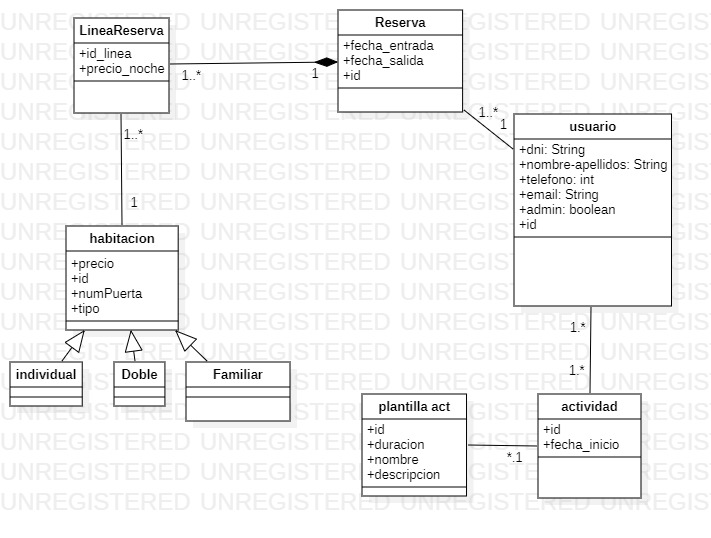 LineaReserva
+id_linea
+precio_noche
1..*
1
Reserva
+fecha_entrada
+fecha_salida
+id
1..*
1
usuario
+dni: String
+nombre-apellidos: String
+telefono: int
+email: String
+admin: boolean
+id
1..*
1
habitacion
+precio
+id
+numPuerta
+tipo
individual
Doble
Familiar
1.*
1.*
plantilla act
+id
+duracion
+nombre
+descripcion
*.1
actividad
+id
+fecha_inicio
UNREGISTERED UNREGISTERED UNREGISTERED UNREGIS